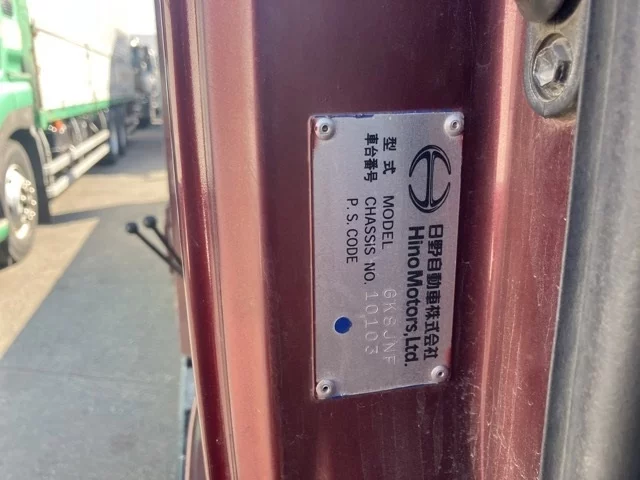 日野自動車株式会社
Hino Motors, Ltd.
型式 MODEL GK8JNF
車台番号 CHASSIS NO. 10103
P.S.CODE